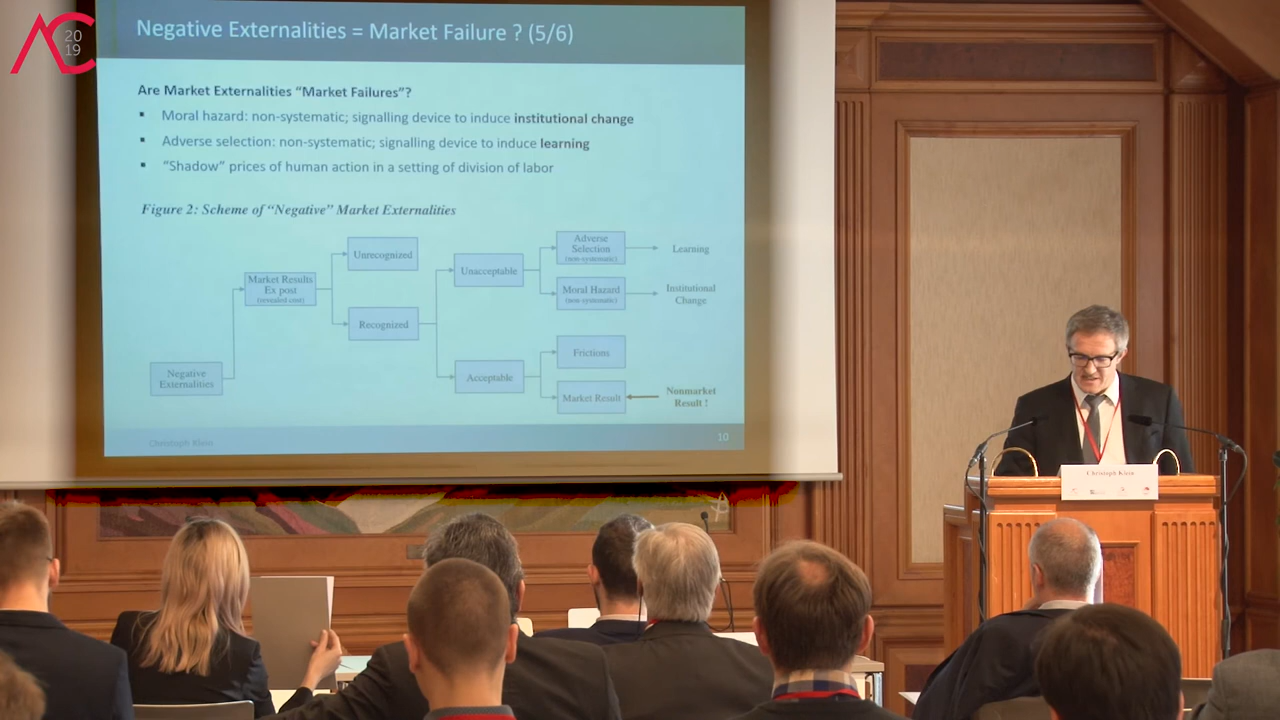 AC
20
19
Negative Externalities = Market Failure ? (5/6)
Are Market Externalities “Market Failures”?
▪ Moral hazard: non-systematic; signalling device to induce institutional change
▪ Adverse selection: non-systematic; signalling device to induce learning
▪ “Shadow” prices of human action in a setting of division of labor
Figure 2: Scheme of “Negative” Market Externalities
Negative
Externalities
Market Results
Ex post
(revealed cost)
Unrecognized
Recognized
Unacceptable
Acceptable
Adverse
Selection
(non-systematic)
Learning
Moral Hazard
(non-systematic)
Institutional
Change
Frictions
Market Result
Nonmarket
Result !
Christoph Klein
10
Christoph Klein